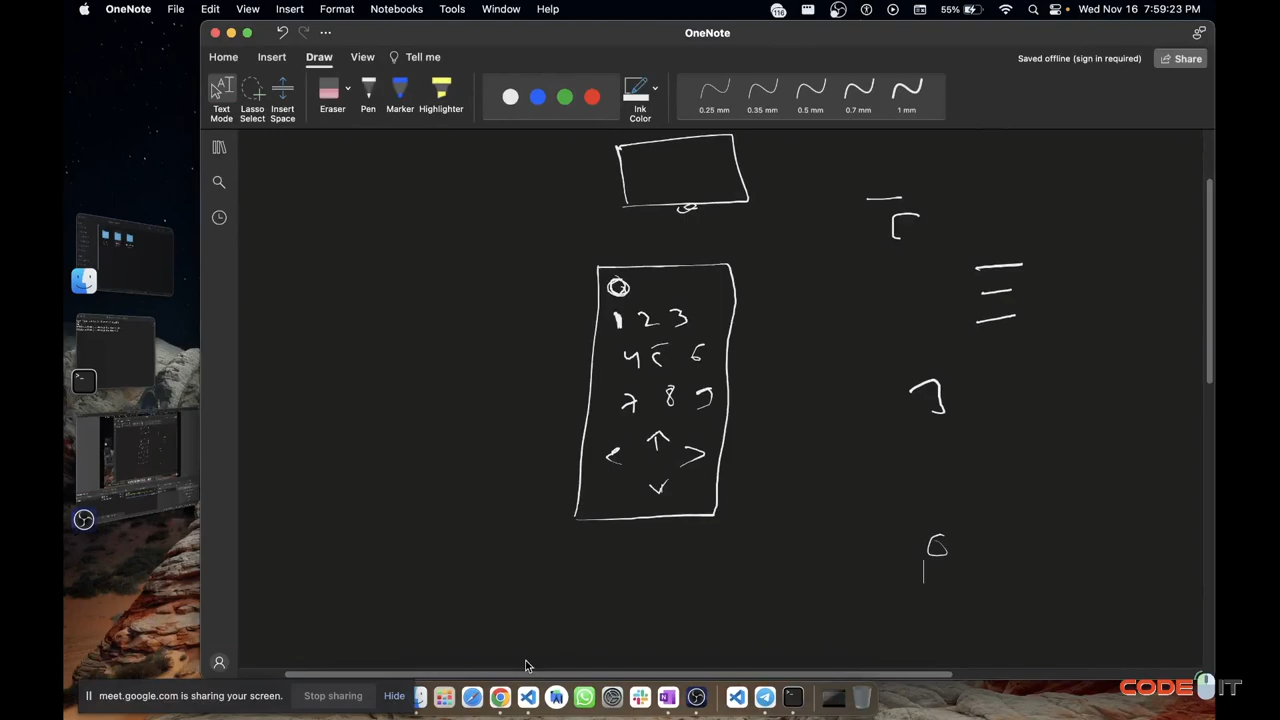 OneNote File Edit View Insert Format Notebooks Tools Window Help 116 55% Wed Nov 16 7:59:23 PM
OneNote
Home Insert Draw View Tell me Saved offline (sign in required) Share
Text Mode Lasso Select Insert Space Eraser Pen Marker Highlighter Ink Color 0.25 mm 0.35 mm 0.5 mm 0.7 mm 1 mm
1 2 3
4 5 6
7 8 9
meet.google.com is sharing your screen. Stop sharing Hide
CODE IT